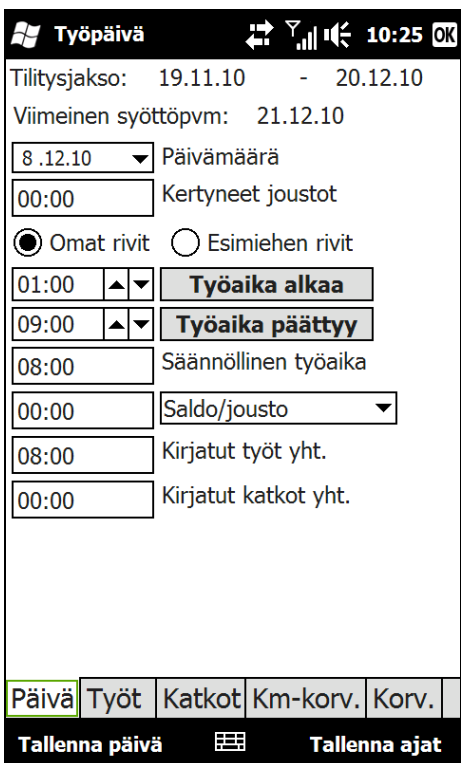 Työpäivä 10:25 OK
Tilitysjakso: 19.11.10 - 20.12.10
Viimeinen syöttöpvm: 21.12.10
8 .12.10 Päivämäärä
00:00 Kertyneet joustot
Omat rivit Esimiehen rivit
01:00 Työaika alkaa
09:00 Työaika päättyy
08:00 Säännöllinen työaika
00:00 Saldo/jousto
08:00 Kirjatut työt yht.
00:00 Kirjatut katkot yht.
Päivä Työt Katkot Km-korv. Korv.
Tallenna päivä Tallenna ajat